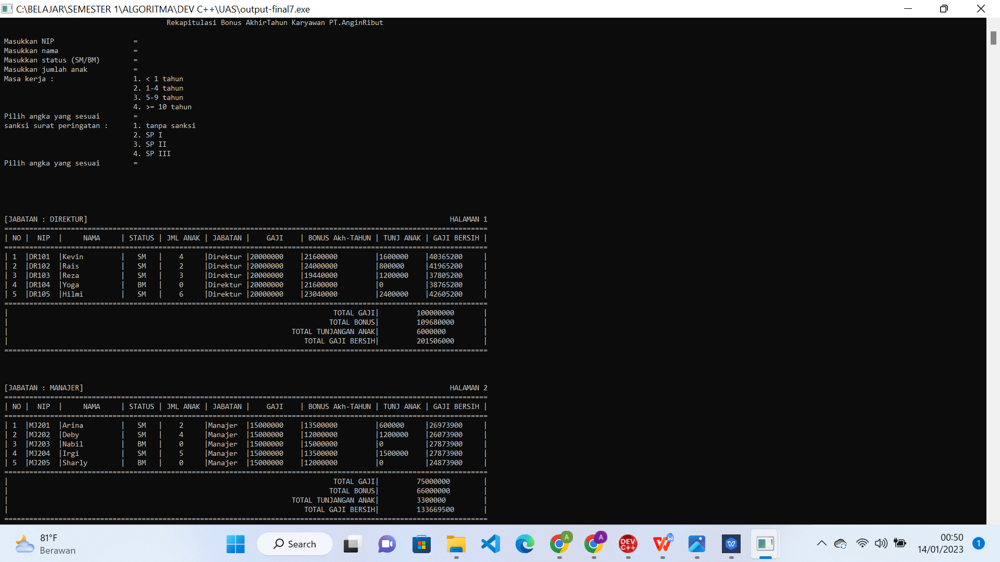 C:\BELAJAR\SEMESTER 1\ALGORITMA\DEV C++\UAS\output-final7.exe
Rekapitulasi Bonus AkhirTahun Karyawan PT.AnginRibut
Masukkan NIP =
Masukkan nama =
Masukkan status (SM/BM) =
Masukkan jumlah anak =
Masa kerja : 1. < 1 tahun
2. 1-4 tahun
3. 5-9 tahun
4. >= 10 tahun
Pilih angka yang sesuai =
sanksi surat peringatan : 1. tanpa sanksi
2. SP I
3. SP II
4. SP III
Pilih angka yang sesuai =
[JABATAN : DIREKTUR] HALAMAN 1
| NO | NIP | NAMA | STATUS | JML ANAK | JABATAN | GAJI | BONUS Akh-TAHUN | TUNJ ANAK | GAJI BERSIH |
| 1 |DR101 |Kevin | SM | 4 |Direktur |20000000 |21600000 |1600000 |40365200 |
| 2 |DR102 |Rais | SM | 2 |Direktur |20000000 |24000000 |800000 |41965200 |
| 3 |DR103 |Reza | SM | 3 |Direktur |20000000 |19440000 |1200000 |37805200 |
| 4 |DR104 |Yoga | BM | 0 |Direktur |20000000 |21600000 |0 |38765200 |
| 5 |DR105 |Hilmi | SM | 6 |Direktur |20000000 |23040000 |2400000 |42605200 |
| TOTAL GAJI| 100000000 |
| TOTAL BONUS| 109680000 |
| TOTAL TUNJANGAN ANAK| 6000000 |
| TOTAL GAJI BERSIH| 201506000 |
[JABATAN : MANAJER] HALAMAN 2
| NO | NIP | NAMA | STATUS | JML ANAK | JABATAN | GAJI | BONUS Akh-TAHUN | TUNJ ANAK | GAJI BERSIH |
| 1 |MJ201 |Arina | SM | 2 |Manajer |15000000 |13500000 |600000 |26973900 |
| 2 |MJ202 |Deby | SM | 4 |Manajer |15000000 |12000000 |1200000 |26073900 |
| 3 |MJ203 |Nabil | BM | 0 |Manajer |15000000 |15000000 |0 |27873900 |
| 4 |MJ204 |Irgi | SM | 5 |Manajer |15000000 |13500000 |1500000 |27873900 |
| 5 |MJ205 |Sharly | BM | 0 |Manajer |15000000 |12000000 |0 |24873900 |
| TOTAL GAJI| 75000000 |
| TOTAL BONUS| 66000000 |
| TOTAL TUNJANGAN ANAK| 3300000 |
| TOTAL GAJI BERSIH| 133669500 |
81°F
Berawan
Search
A
A
DEV
C++
W
00:50
14/01/2023
1